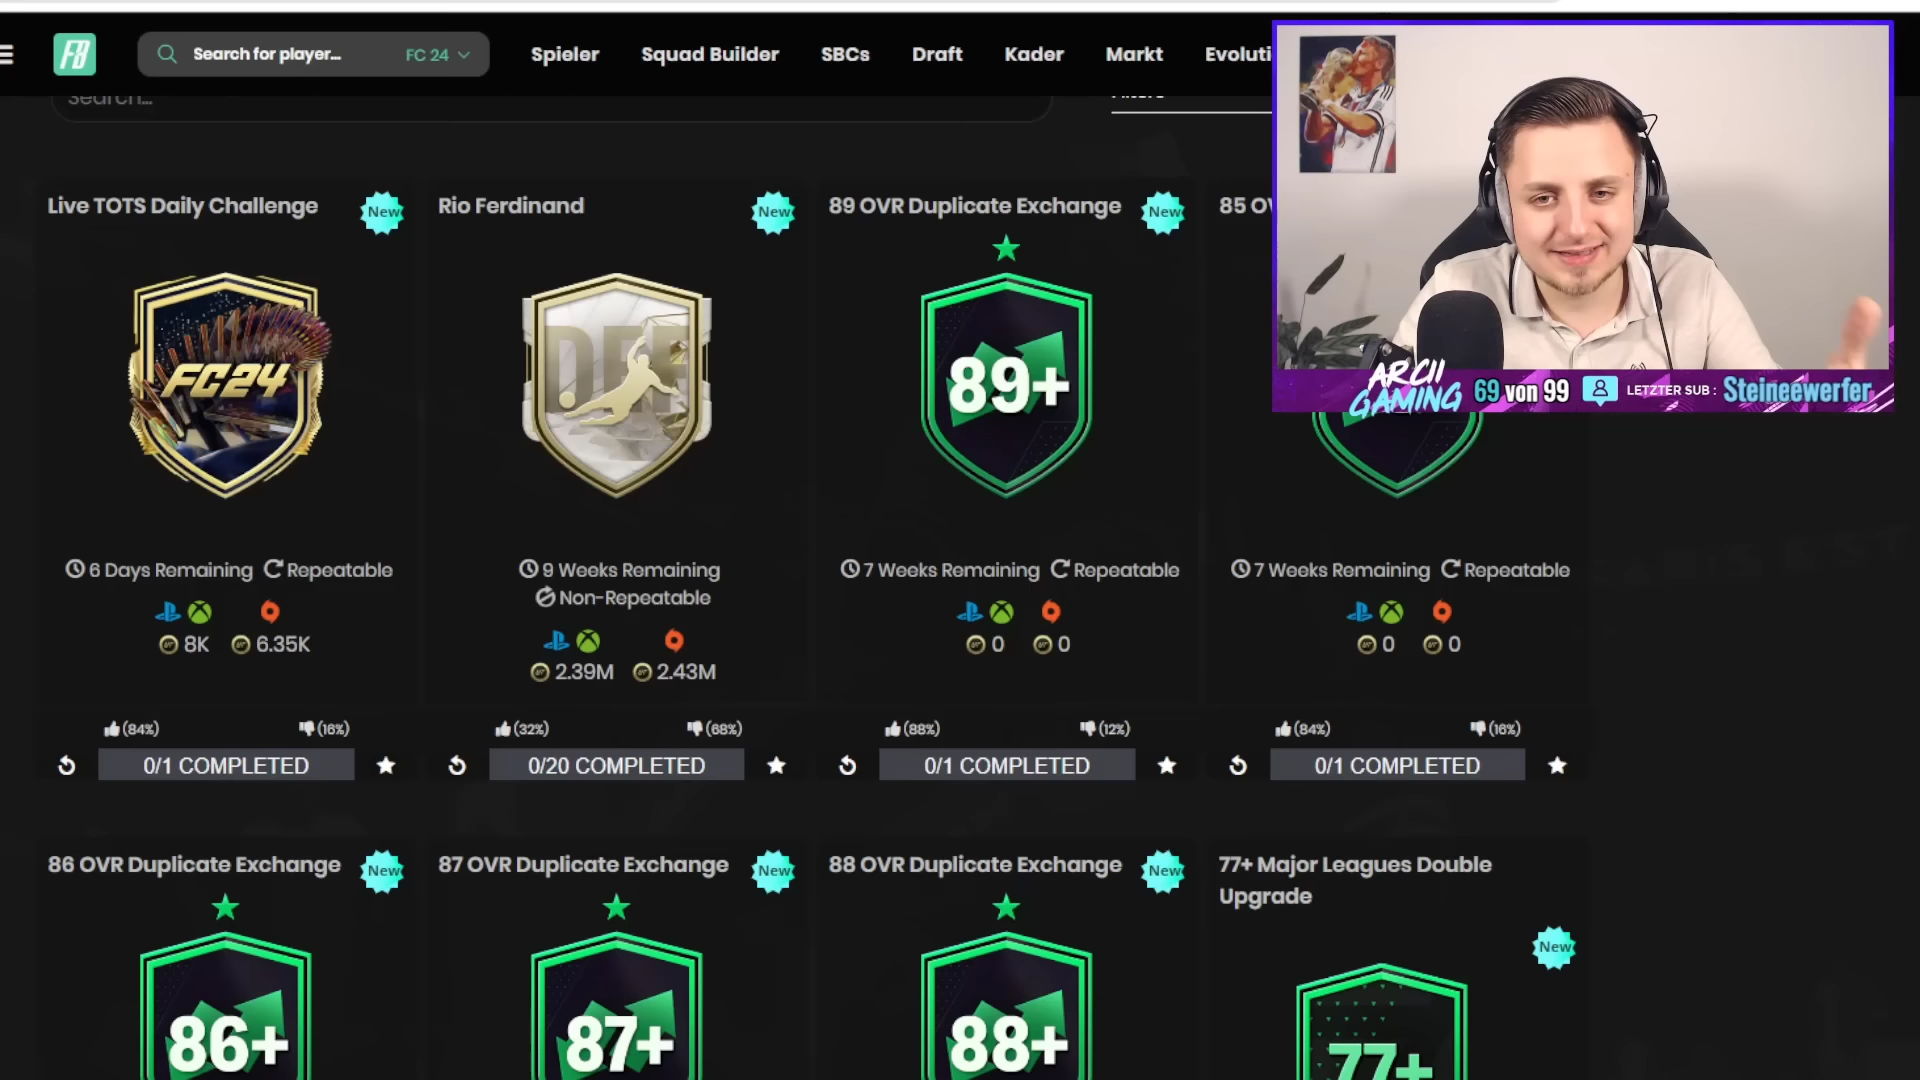 FB
Search for player...
FC 24
Spieler
Squad Builder
SBCs
Draft
Kader
Markt
Search...
Live TOTS Daily Challenge
New
Rio Ferdinand
New
89 OVR Duplicate Exchange
New
FC24
89+
6 Days Remaining
Repeatable
9 Weeks Remaining
Non-Repeatable
7 Weeks Remaining
Repeatable
7 Weeks Remaining
Repeatable
8K
6.35K
2.39M
2.43M
0
0
0
0
(84%)
(16%)
(32%)
(68%)
(88%)
(12%)
(84%)
(16%)
0/1 COMPLETED
0/20 COMPLETED
0/1 COMPLETED
0/1 COMPLETED
86 OVR Duplicate Exchange
New
87 OVR Duplicate Exchange
New
88 OVR Duplicate Exchange
New
77+ Major Leagues Double
Upgrade
New
86+
87+
88+
77+
ARCII
GAMING
69 von 99
LETZTER SUB :
Steineewerfer